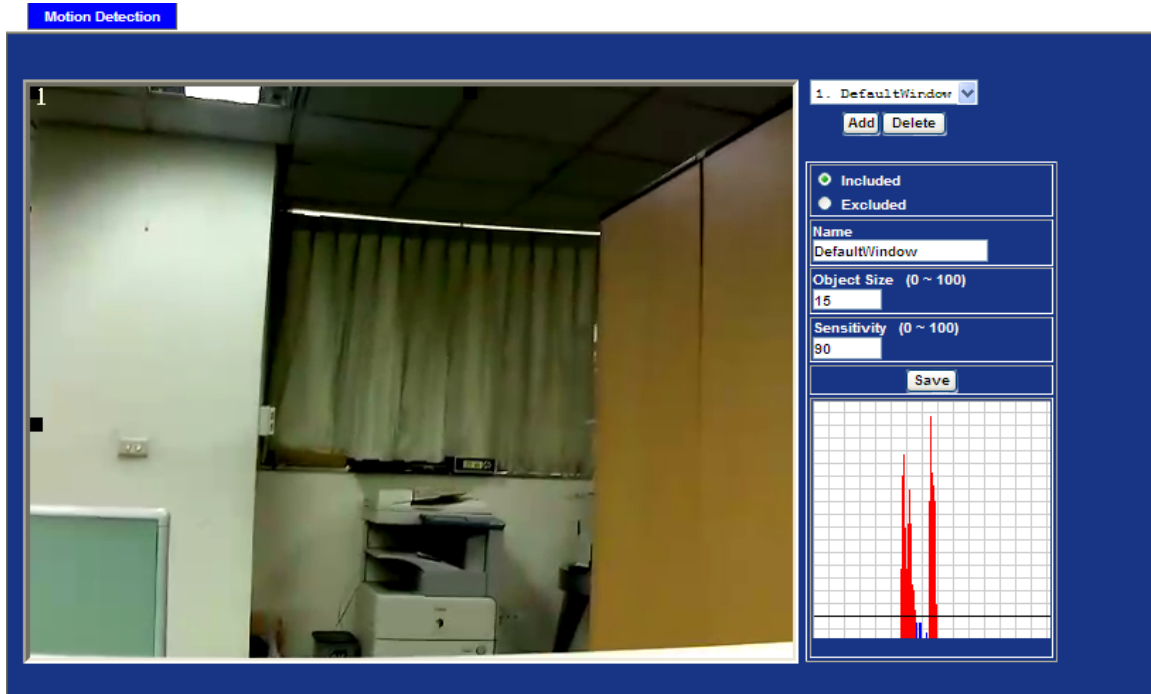 Motion Detection
1
1. DefaultWindow
Add Delete
Included
Excluded
Name
DefaultWindow
Object Size (0 ~ 100)
15
Sensitivity (0 ~ 100)
90
Save